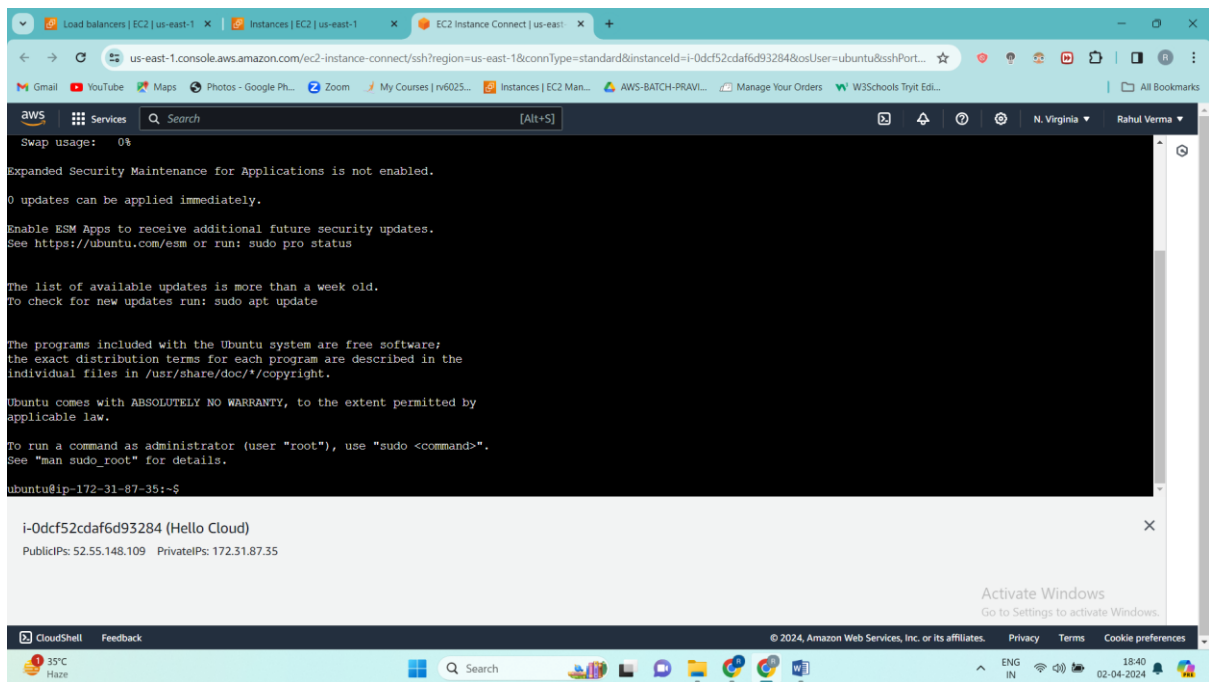 Load balancers | EC2 | us-east-1
Instances | EC2 | us-east-1
EC2 Instance Connect | us-east-
us-east-1.console.aws.amazon.com/ec2-instance-connect/ssh?region=us-east-1&connType=standard&instanceId=i-0dcf52cdaf6d93284&osUser=ubuntu&sshPort...
Gmail YouTube Maps Photos - Google Ph... Zoom My Courses | rv6025... Instances | EC2 Man... AWS-BATCH-PRAVI... Manage Your Orders W3Schools Tryit Edi... All Bookmarks
aws Services Search [Alt+S] N. Virginia Rahul Verma
Swap usage: 0%
Expanded Security Maintenance for Applications is not enabled.
0 updates can be applied immediately.
Enable ESM Apps to receive additional future security updates.
See https://ubuntu.com/esm or run: sudo pro status
The list of available updates is more than a week old.
To check for new updates run: sudo apt update
The programs included with the Ubuntu system are free software;
the exact distribution terms for each program are described in the
individual files in /usr/share/doc/*/copyright.
Ubuntu comes with ABSOLUTELY NO WARRANTY, to the extent permitted by
applicable law.
To run a command as administrator (user "root"), use "sudo <command>".
See "man sudo_root" for details.
ubuntu@ip-172-31-87-35:~$
i-0dcf52cdaf6d93284 (Hello Cloud)
PublicIPs: 52.55.148.109 PrivateIPs: 172.31.87.35
Activate Windows
Go to Settings to activate Windows.
CloudShell Feedback © 2024, Amazon Web Services, Inc. or its affiliates. Privacy Terms Cookie preferences
1
35°C
Haze
Search
ENG
IN
18:40
02-04-2024